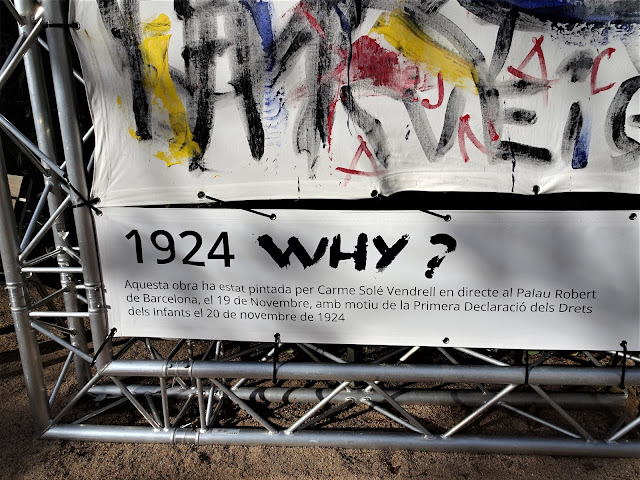 1924 WHY?
Aquesta obra ha estat pintada per Carme Solé Vendrell en directe al Palau Robert
de Barcelona, el 19 de Novembre, amb motiu de la Primera Declaració dels Drets
dels infants el 20 de novembre de 1924